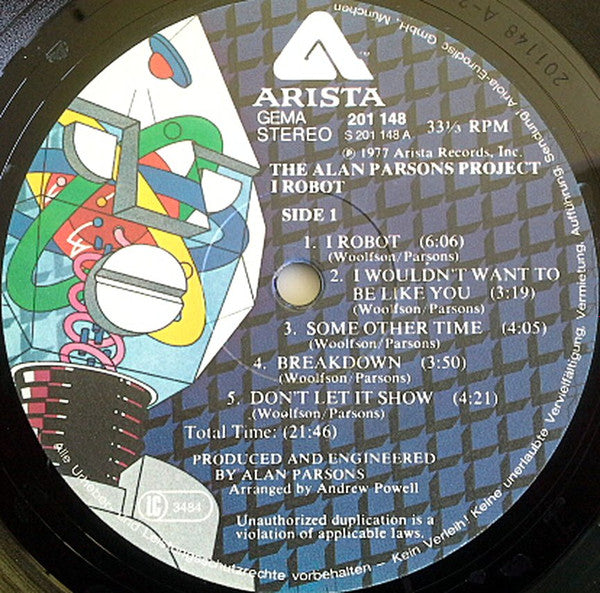 ARISTA
GEMA
STEREO
201 148
S 201 148 A
33⅓ RPM
℗ 1977 Arista Records, Inc.
THE ALAN PARSONS PROJECT
I ROBOT
SIDE 1
1. I ROBOT (6:06)
(Woolfson/Parsons)
2. I WOULDN'T WANT TO
BE LIKE YOU (3:19)
(Woolfson/Parsons)
3. SOME OTHER TIME (4:05)
(Woolfson/Parsons)
4. BREAKDOWN (3:50)
(Woolfson/Parsons)
5. DON'T LET IT SHOW (4:21)
(Woolfson/Parsons)
Total Time: (21:46)
PRODUCED AND ENGINEERED
BY ALAN PARSONS
Arranged by Andrew Powell
LC 3484
Unauthorized duplication is a
violation of applicable laws.
Alle Urheber- und Leistungsschutzrechte vorbehalten – Kein Verleih! Keine unerlaubte Vervielfältigung, Vermietung, Aufführung, Sendung! Ariola-Eurodisc GmbH, München
201148 A-2